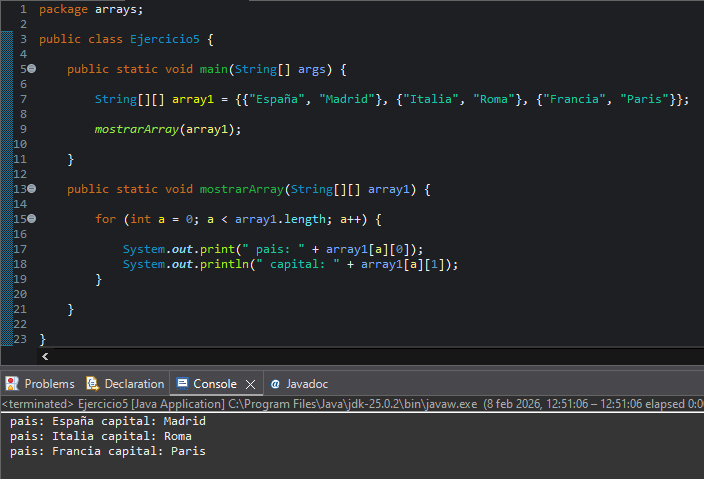 1 package arrays;
2
3 public class Ejercicio5 {
4
5 public static void main(String[] args) {
6
7 String[][] array1 = {{"España", "Madrid"}, {"Italia", "Roma"}, {"Francia", "Paris"}};
8
9 mostrarArray(array1);
10
11 }
12
13 public static void mostrarArray(String[][] array1) {
14
15 for (int a = 0; a < array1.length; a++) {
16
17 System.out.print(" pais: " + array1[a][0]);
18 System.out.println(" capital: " + array1[a][1]);
19 }
20
21 }
22
23 }
Problems Declaration Console Javadoc
<terminated> Ejercicio5 [Java Application] C:\Program Files\Java\jdk-25.0.2\bin\javaw.exe (8 feb 2026, 12:51:06 – 12:51:06 elapsed 0:0
pais: España capital: Madrid
pais: Italia capital: Roma
pais: Francia capital: Paris